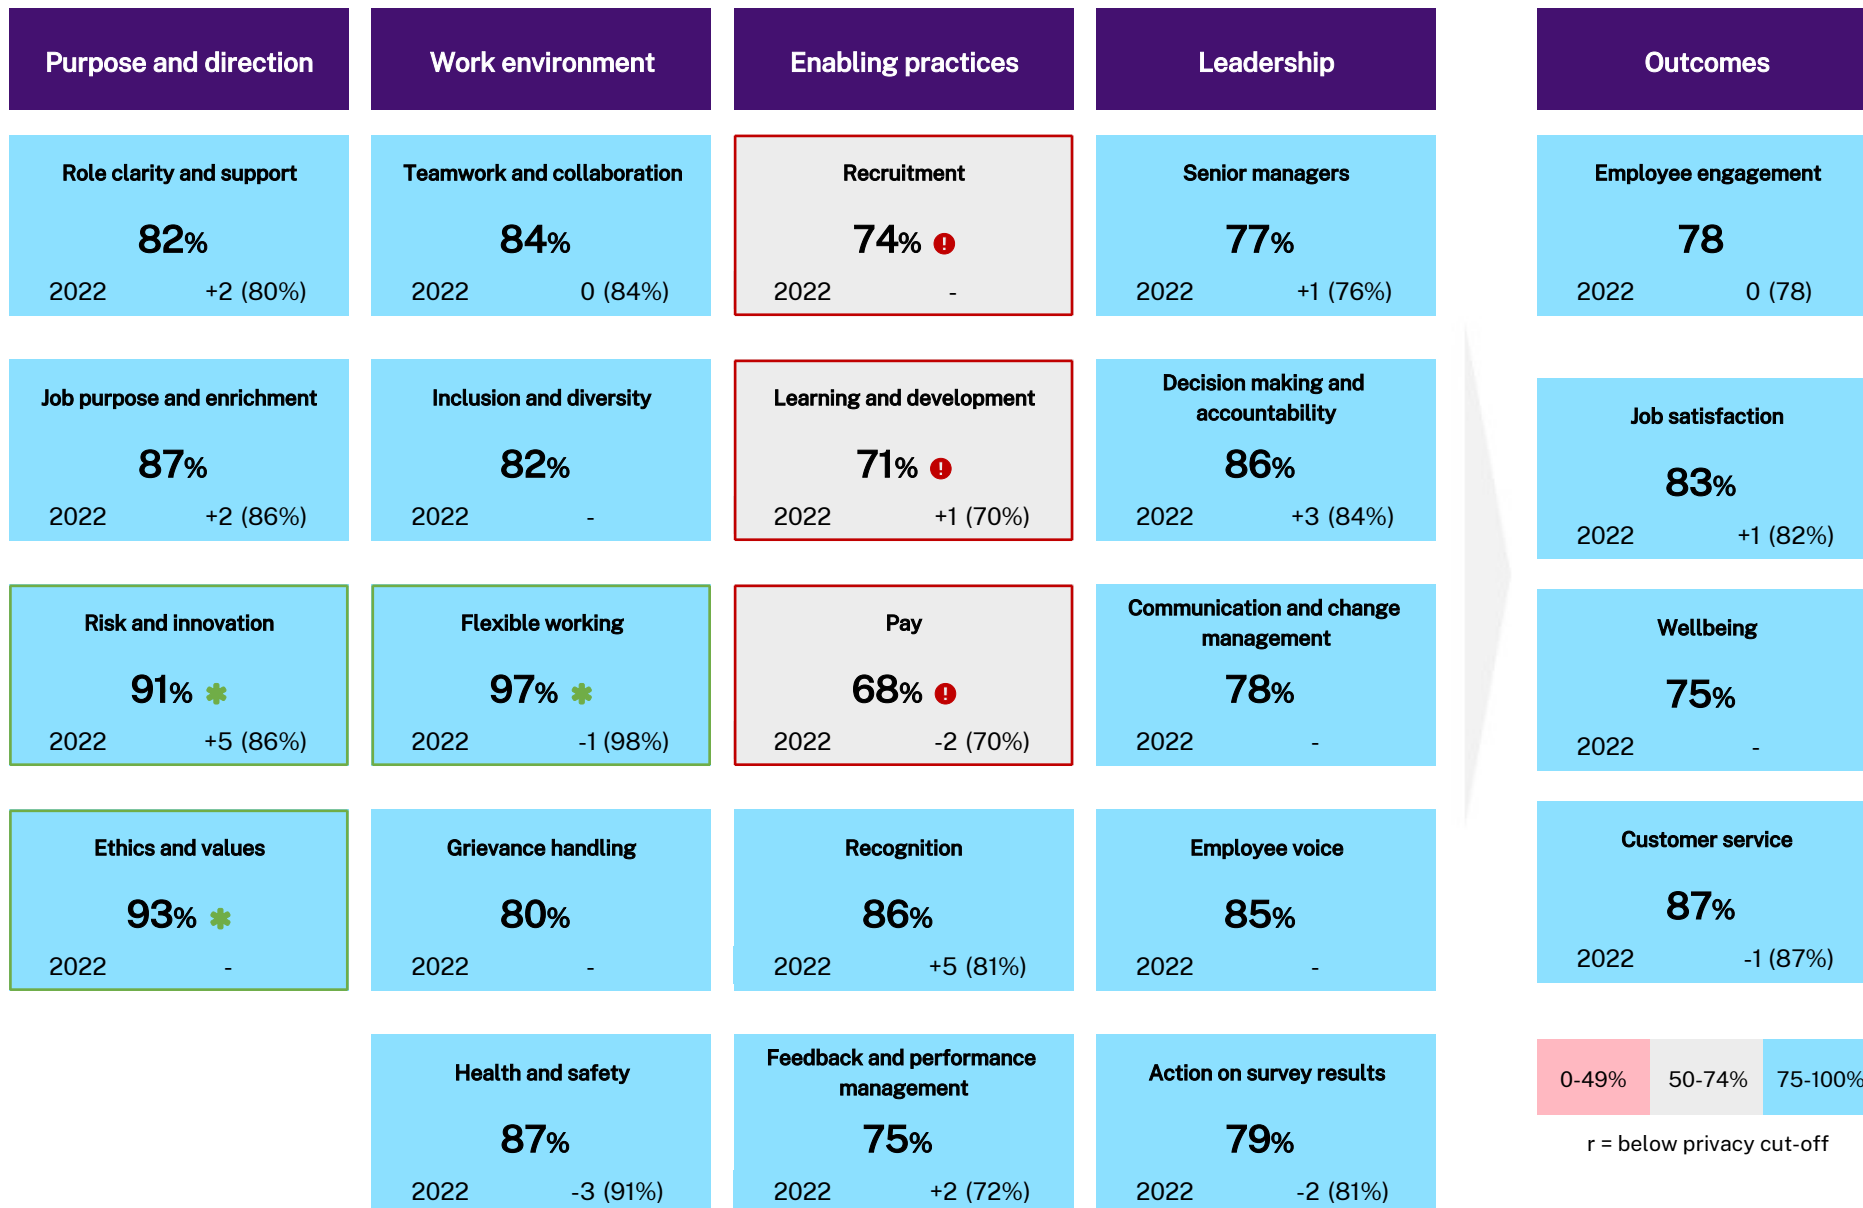 Purpose and direction
Role clarity and support
82%
2022 +2 (80%)
Job purpose and enrichment
87%
2022 +2 (86%)
Risk and innovation
91%
2022 +5 (86%)
Ethics and values
93%
2022 -
Work environment
Teamwork and collaboration
84%
2022 0 (84%)
Inclusion and diversity
82%
2022 -
Flexible working
97%
2022 -1 (98%)
Grievance handling
80%
2022 -
Health and safety
87%
2022 -3 (91%)
Enabling practices
Recruitment
74%
2022 -
Learning and development
71%
2022 +1 (70%)
Pay
68%
2022 -2 (70%)
Recognition
86%
2022 +5 (81%)
Feedback and performance
management
75%
2022 +2 (72%)
Leadership
Senior managers
77%
2022 +1 (76%)
Decision making and
accountability
86%
2022 +3 (84%)
Communication and change
management
78%
2022 -
Employee voice
85%
2022 -
Action on survey results
79%
2022 -2 (81%)
Outcomes
Employee engagement
78
2022 0 (78)
Job satisfaction
83%
2022 +1 (82%)
Wellbeing
75%
2022 -
Customer service
87%
2022 -1 (87%)
0-49% 50-74% 75-100%
r = below privacy cut-off